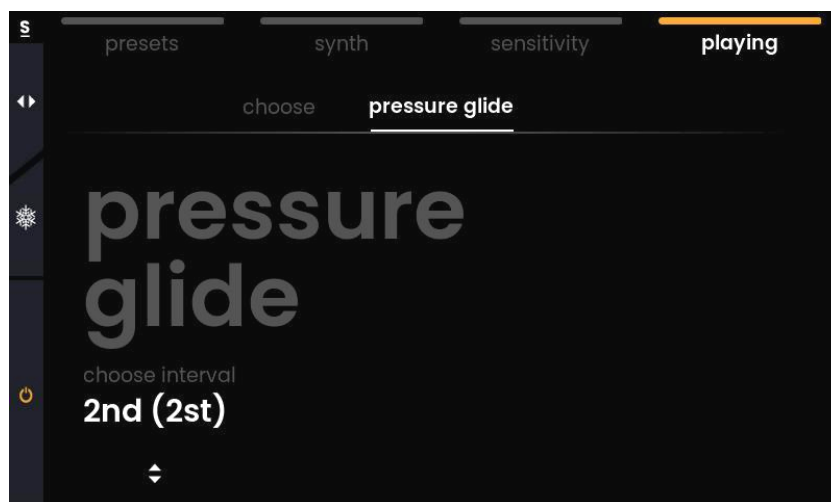 S
presets synth sensitivity playing
choose pressure glide
pressure
glide
choose interval
2nd (2st)